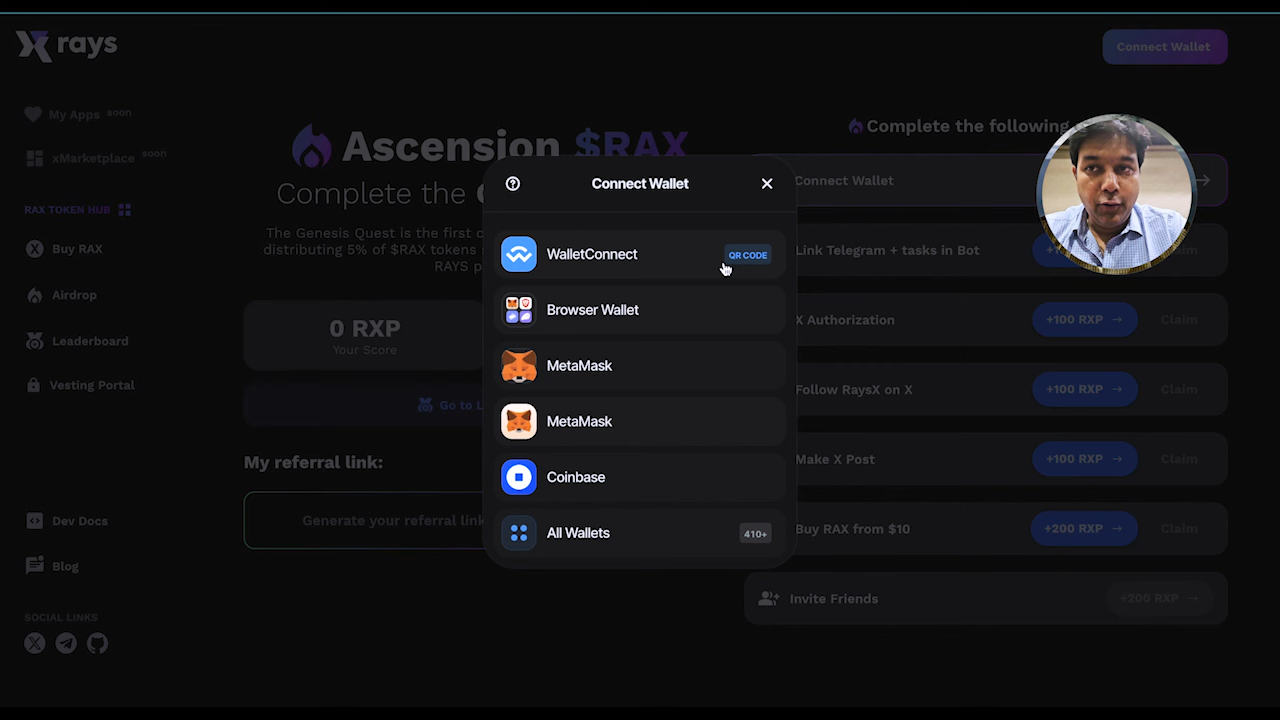 rays
Connect Wallet
My Apps soon
xMarketplace soon
RAX TOKEN HUB
Buy RAX
Airdrop
Leaderboard
Vesting Portal
Dev Docs
Blog
SOCIAL LINKS
Ascension $RAX
Complete the
The Genesis Quest is the first
distributing 5% of $RAX tokens
RAYS
0 RXP
Your Score
Go to
My referral link:
Generate your referral link
Connect Wallet
WalletConnect QR CODE
Browser Wallet
MetaMask
MetaMask
Coinbase
All Wallets 410+
Complete the following
Connect Wallet
Link Telegram + tasks in Bot
X Authorization +100 RXP → Claim
Follow RaysX on X +100 RXP → Claim
Make X Post +100 RXP → Claim
Buy RAX from $10 +200 RXP → Claim
Invite Friends +200 RXP →